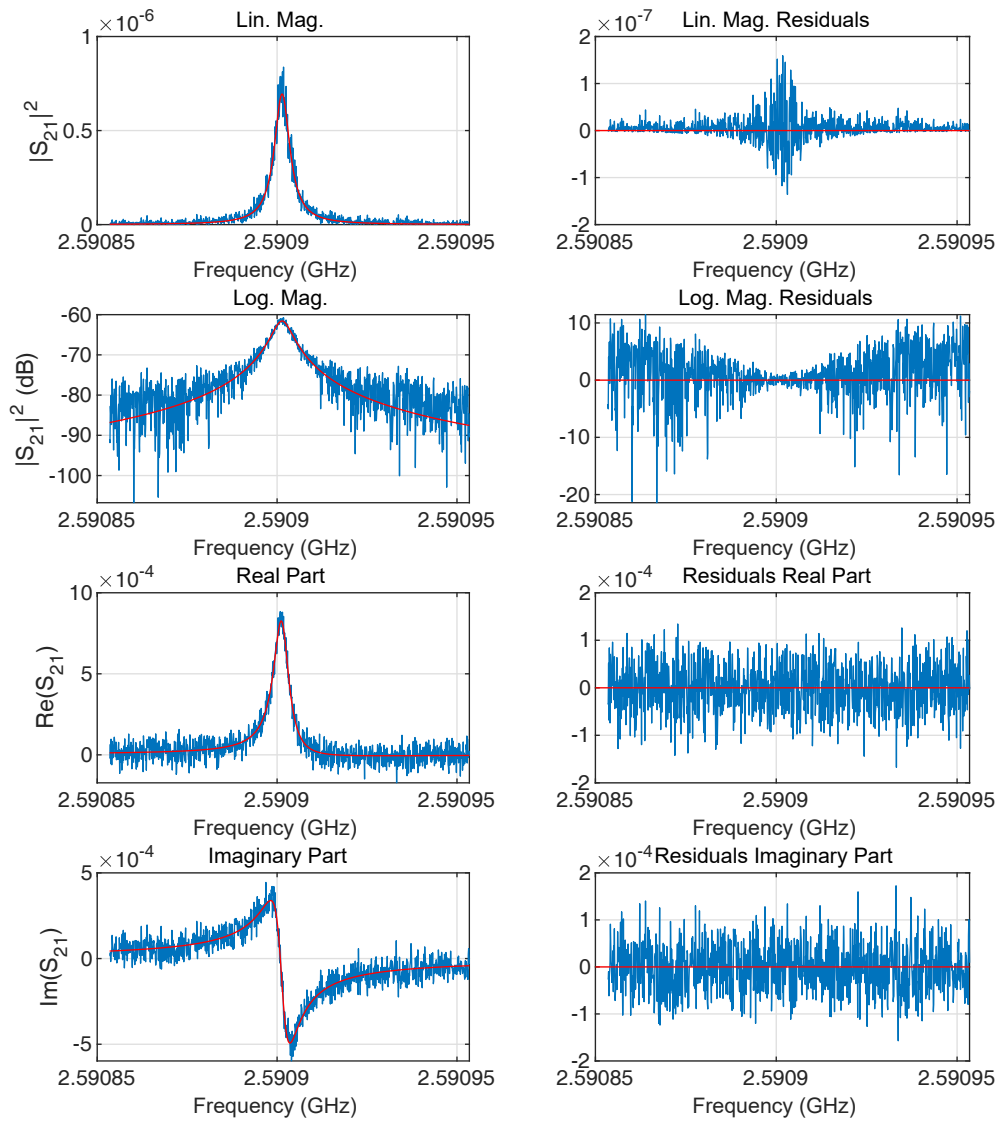 Lin. Mag.
×10^-6
1
0.5
0
|S_21|^2
2.59085 2.5909 2.59095
Frequency (GHz)
Lin. Mag. Residuals
×10^-7
2
1
0
-1
-2
2.59085 2.5909 2.59095
Frequency (GHz)
Log. Mag.
-60
-70
-80
-90
-100
|S_21|^2 (dB)
2.59085 2.5909 2.59095
Frequency (GHz)
Log. Mag. Residuals
10
0
-10
-20
2.59085 2.5909 2.59095
Frequency (GHz)
Real Part
×10^-4
10
5
0
Re(S_21)
2.59085 2.5909 2.59095
Frequency (GHz)
Residuals Real Part
×10^-4
2
1
0
-1
-2
2.59085 2.5909 2.59095
Frequency (GHz)
Imaginary Part
×10^-4
5
0
-5
Im(S_21)
2.59085 2.5909 2.59095
Frequency (GHz)
Residuals Imaginary Part
×10^-4
2
1
0
-1
-2
2.59085 2.5909 2.59095
Frequency (GHz)